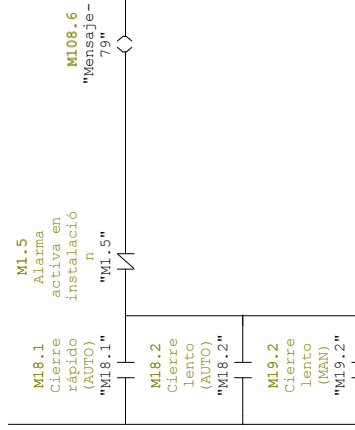 M18.1
Cierre
rápido
(AUTO)
"M18.1"
M1.5
Alarma
activa en
instalació
n
"M1.5"
M108.6
"Mensaje-
79"
M18.2
Cierre
lento
(AUTO)
"M18.2"
M19.2
Cierre
lento
(MAN)
"M19.2"